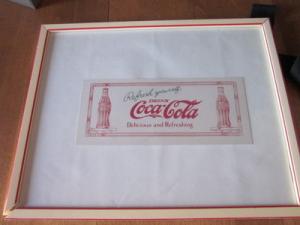 Refresh yourself
DRINK
Coca-Cola
Delicious and Refreshing